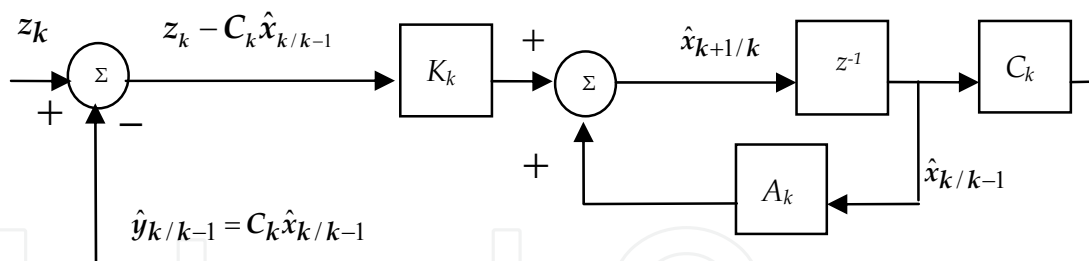 z_k
z_k − C_k x̂_{k/k−1}
+
x̂_{k+1/k}
Σ
K_k
Σ
z^{-1}
C_k
+
−
+
A_k
x̂_{k/k−1}
ŷ_{k/k−1} = C_k x̂_{k/k−1}